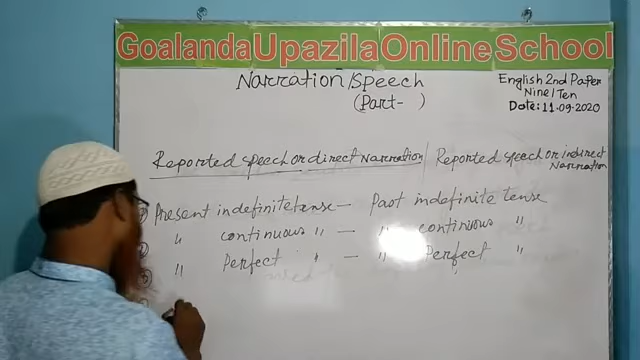 GoalandaUpazilaOnlineSchool
Narration/Speech
(Part- )
English 2nd Paper
Nine/Ten
Date: 11-09-2020
Reported speech or direct Narration / Reported speech or indirect Narration
Present indefinite tense — Past indefinite tense
" continuous " — " continuous "
" Perfect " — " Perfect "